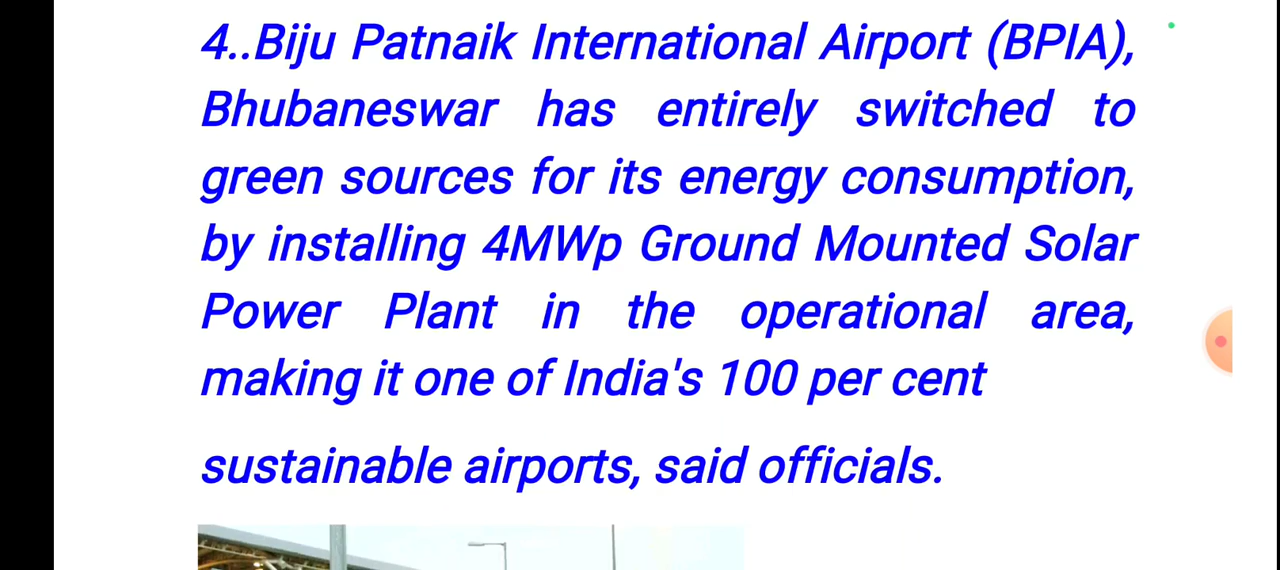 4..Biju Patnaik International Airport (BPIA),
Bhubaneswar has entirely switched to
green sources for its energy consumption,
by installing 4MWp Ground Mounted Solar
Power Plant in the operational area,
making it one of India's 100 per cent
sustainable airports, said officials.